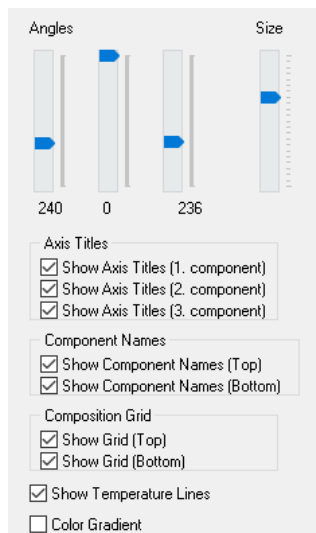 Angles Size
240 0 236
Axis Titles
Show Axis Titles (1. component)
Show Axis Titles (2. component)
Show Axis Titles (3. component)
Component Names
Show Component Names (Top)
Show Component Names (Bottom)
Composition Grid
Show Grid (Top)
Show Grid (Bottom)
Show Temperature Lines
Color Gradient